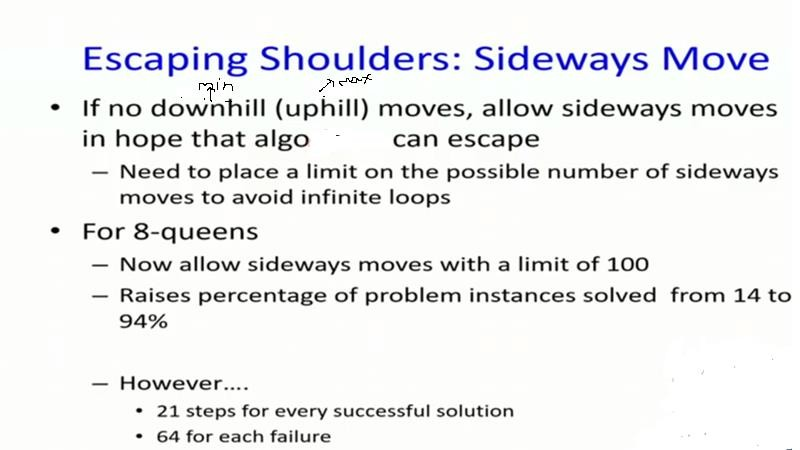 Escaping Shoulders: Sideways Move
min
max
• If no downhill (uphill) moves, allow sideways moves
in hope that algo can escape
– Need to place a limit on the possible number of sideways
moves to avoid infinite loops
• For 8-queens
– Now allow sideways moves with a limit of 100
– Raises percentage of problem instances solved from 14 to
94%
– However....
• 21 steps for every successful solution
• 64 for each failure